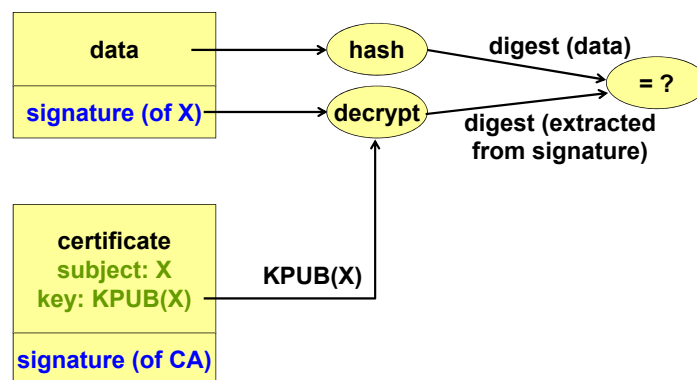 data
hash
digest (data)
= ?
signature (of X)
decrypt
digest (extracted
from signature)
certificate
subject: X
key: KPUB(X)
KPUB(X)
signature (of CA)